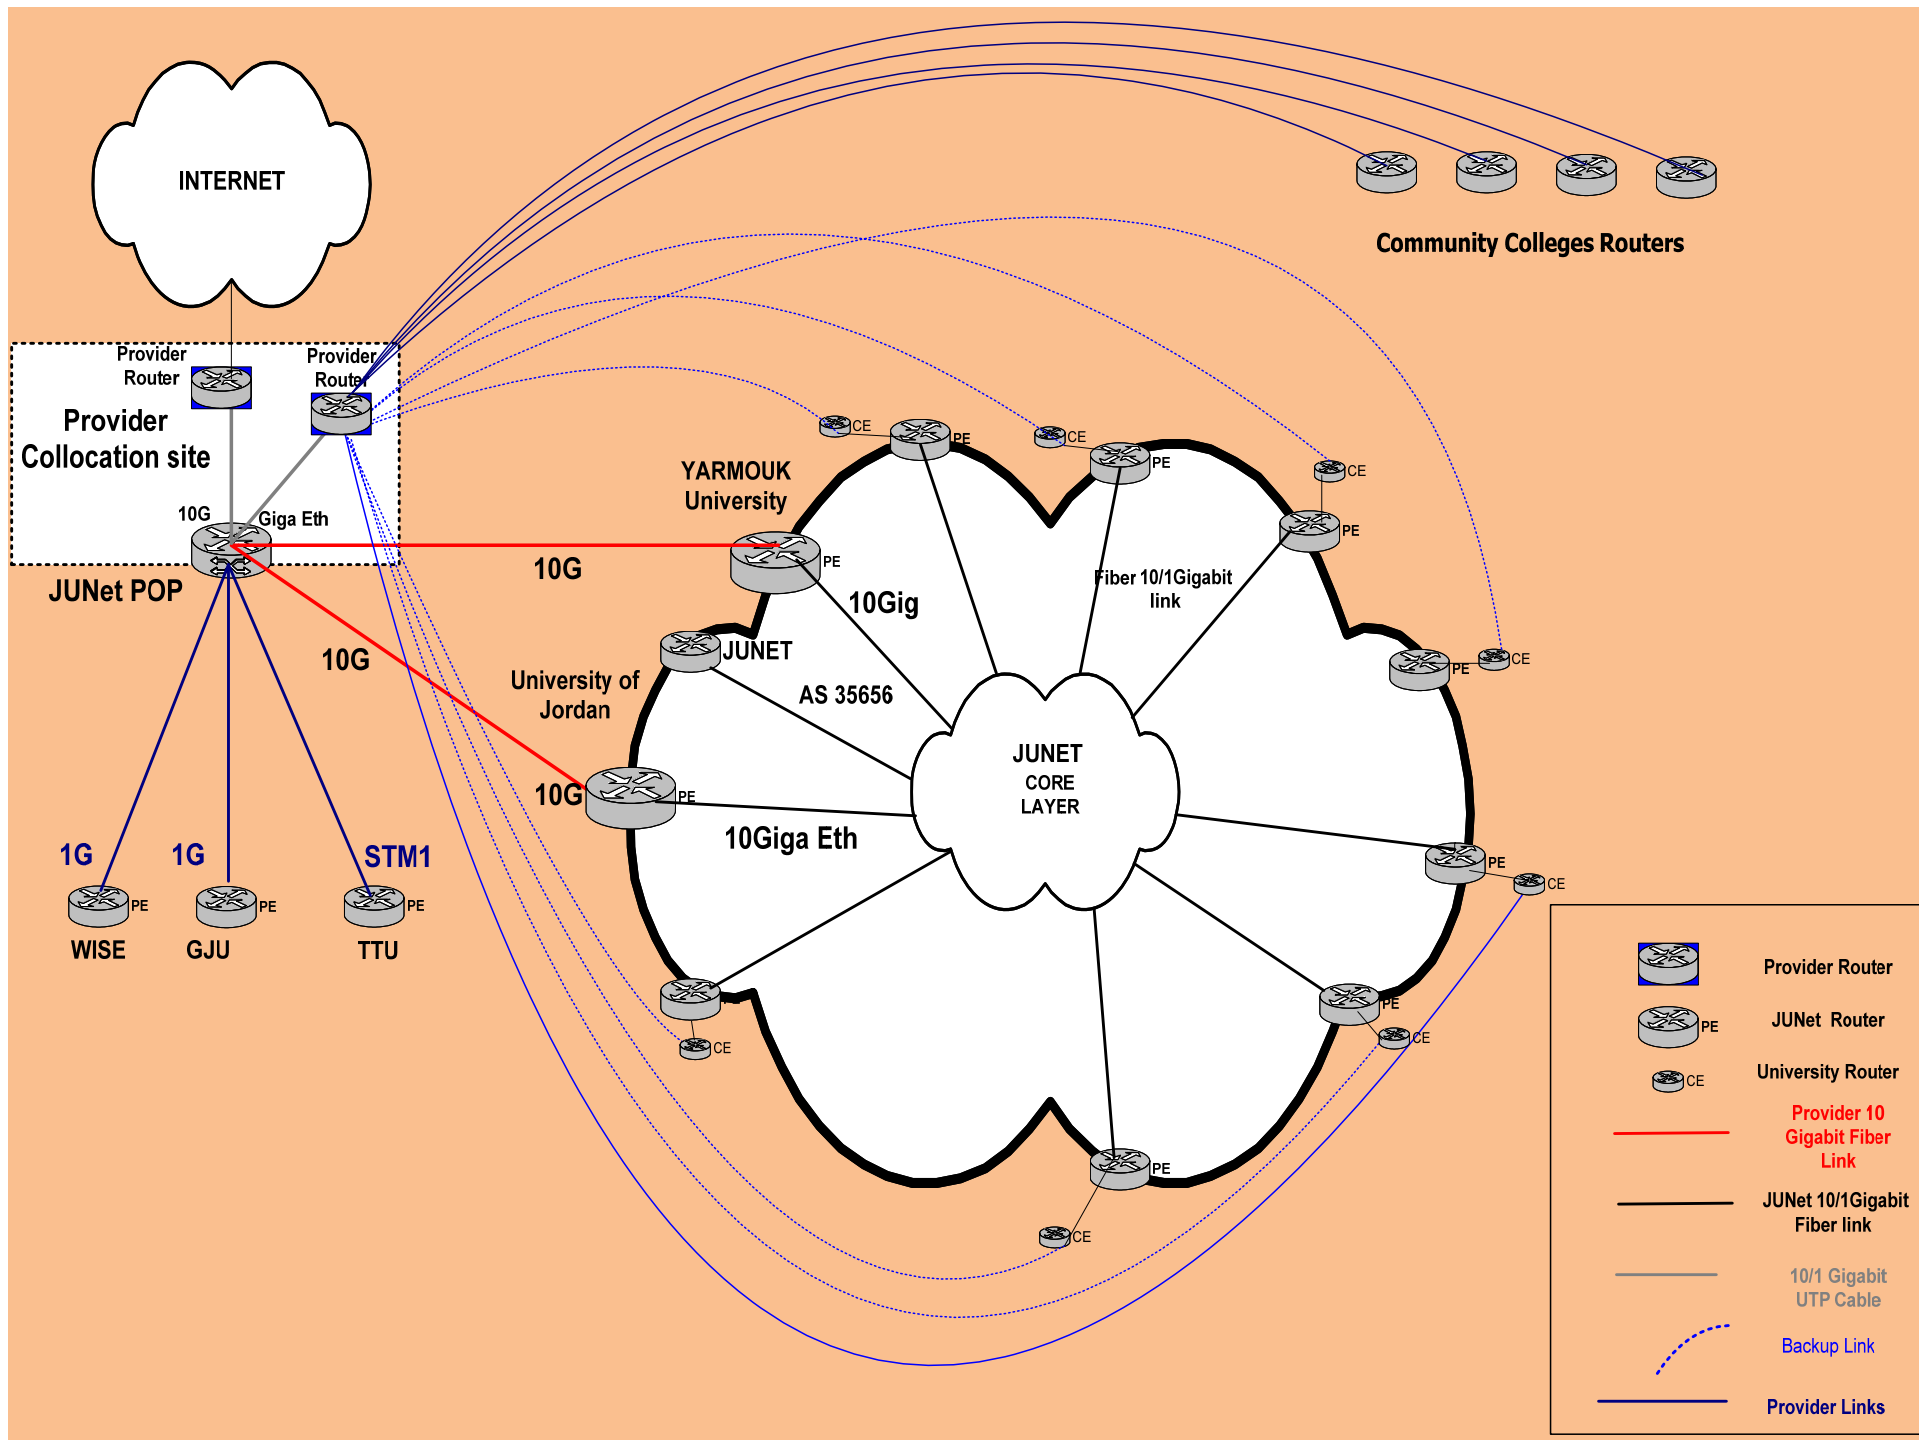 INTERNET
Community Colleges Routers
Provider
Router
Provider
Router
Provider
Collocation site
10G
Giga Eth
JUNet POP
10G
10G
10G
YARMOUK
University
PE
10Gig
JUNET
AS 35656
University of
Jordan
PE
10Giga Eth
CE
PE
CE
PE
Fiber 10/1Gigabit
link
CE
PE
PE
CE
JUNET
CORE
LAYER
PE
CE
PE
CE
PE
CE
PE
CE
1G
1G
STM1
PE
PE
PE
WISE
GJU
TTU
Provider Router
PE
JUNet Router
CE
University Router
Provider 10
Gigabit Fiber
Link
JUNet 10/1Gigabit
Fiber link
10/1 Gigabit
UTP Cable
Backup Link
Provider Links